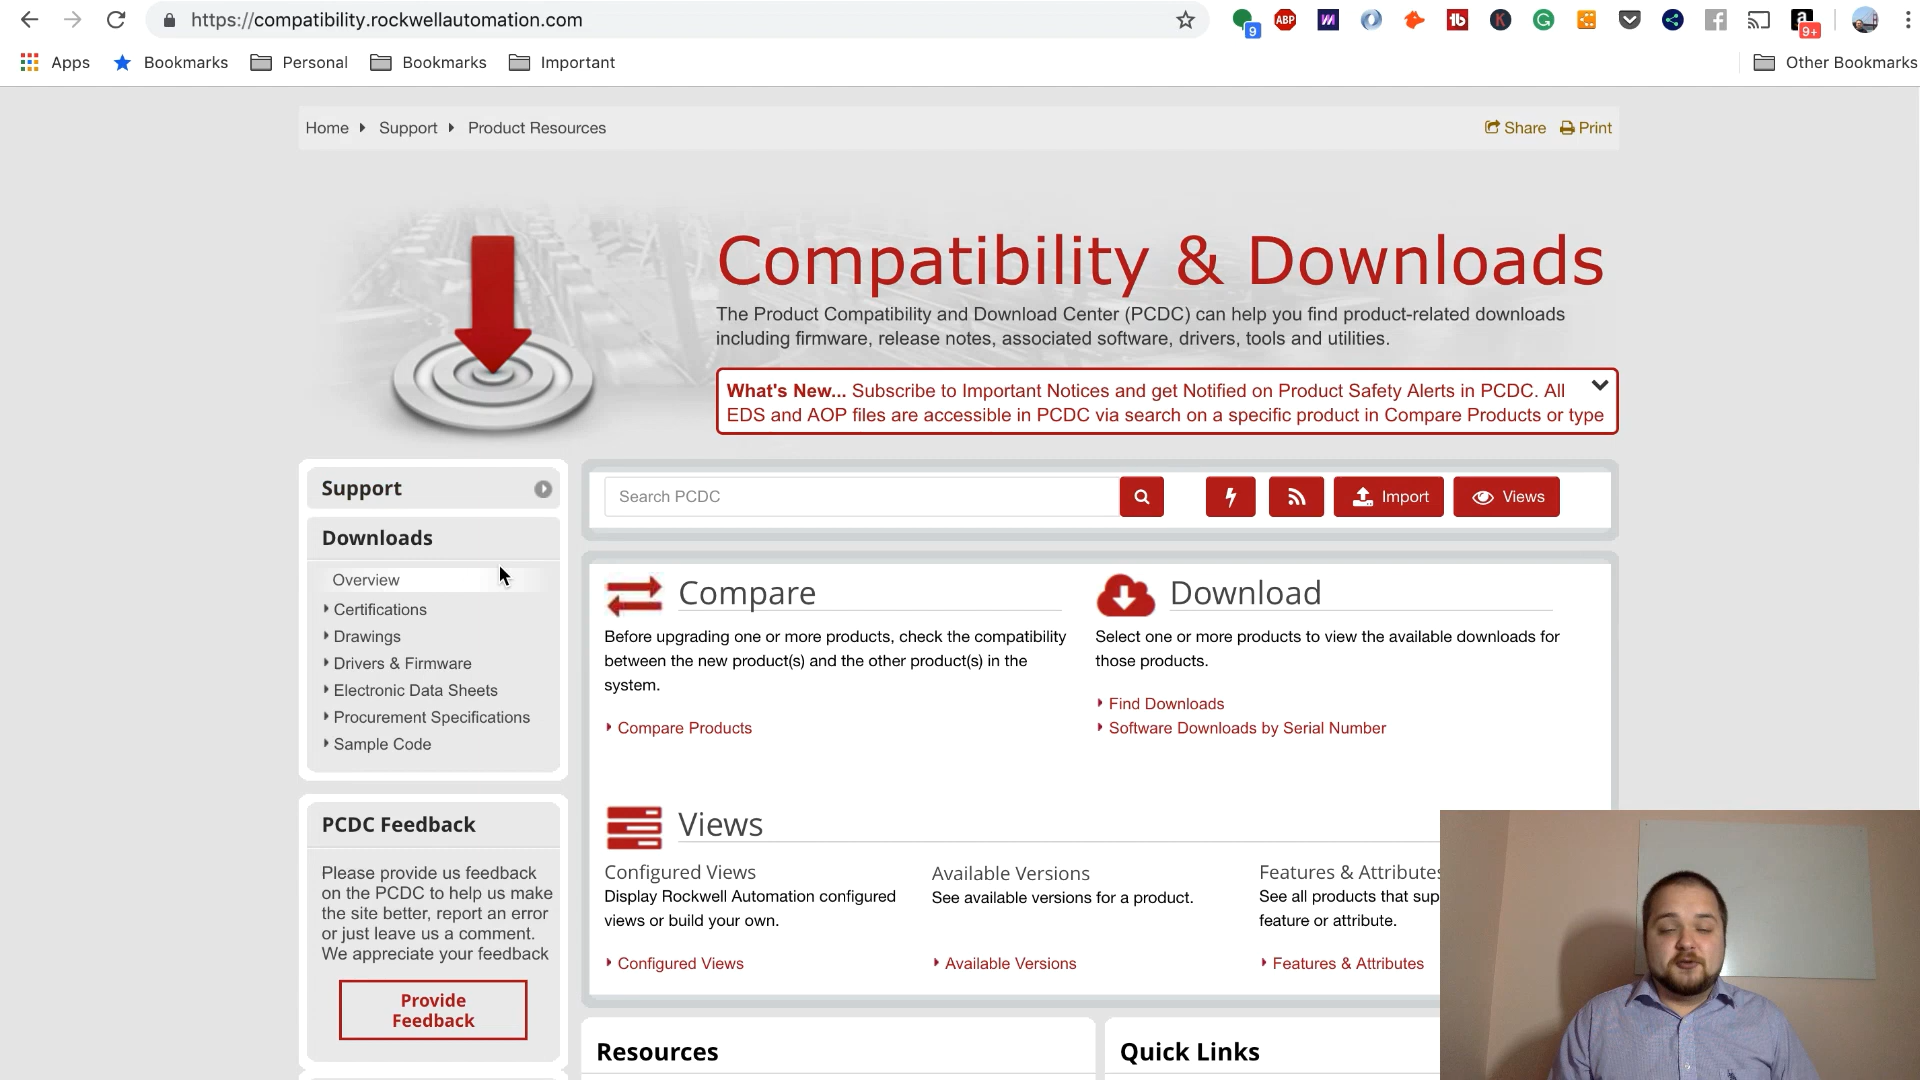 https://compatibility.rockwellautomation.com
9
ABP
9+
Apps
Bookmarks
Personal
Bookmarks
Important
Other Bookmarks
Home
Support
Product Resources
Share
Print
Compatibility & Downloads
The Product Compatibility and Download Center (PCDC) can help you find product-related downloads
including firmware, release notes, associated software, drivers, tools and utilities.
What's New... Subscribe to Important Notices and get Notified on Product Safety Alerts in PCDC. All
EDS and AOP files are accessible in PCDC via search on a specific product in Compare Products or type
Support
Downloads
Overview
Certifications
Drawings
Drivers & Firmware
Electronic Data Sheets
Procurement Specifications
Sample Code
PCDC Feedback
Please provide us feedback
on the PCDC to help us make
the site better, report an error
or just leave us a comment.
We appreciate your feedback
Provide
Feedback
Search PCDC
Import
Views
Compare
Before upgrading one or more products, check the compatibility
between the new product(s) and the other product(s) in the
system.
Compare Products
Download
Select one or more products to view the available downloads for
those products.
Find Downloads
Software Downloads by Serial Number
Views
Configured Views
Display Rockwell Automation configured
views or build your own.
Configured Views
Available Versions
See available versions for a product.
Available Versions
Features & Attributes
See all products that sup
feature or attribute.
Features & Attributes
Resources
Quick Links